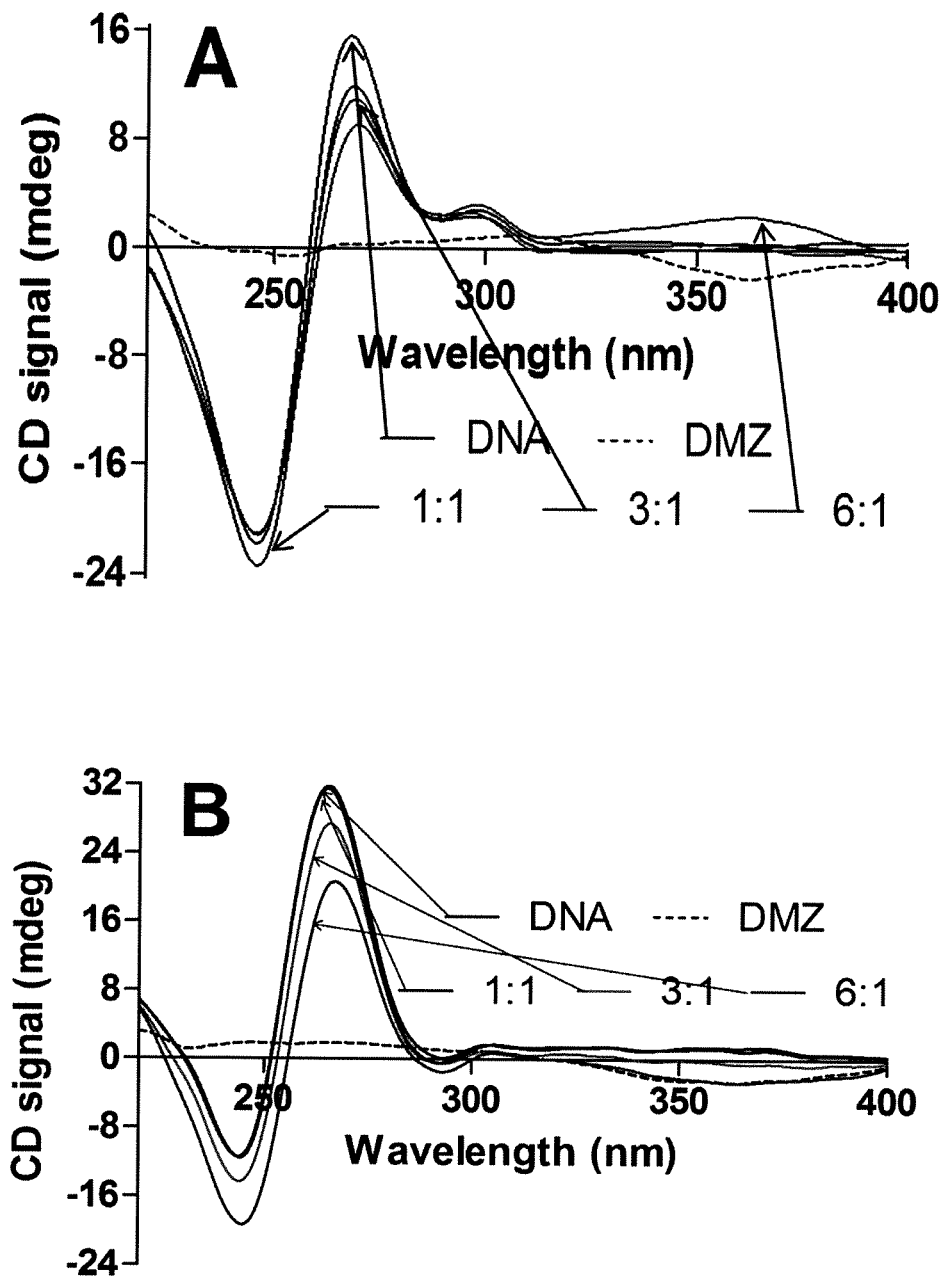 A
16
8
0
-8
-16
-24
CD signal (mdeg)
250 300 350 400
Wavelength (nm)
DNA DMZ
1:1 3:1 6:1
B
32
24
16
8
0
-8
-16
-24
CD signal (mdeg)
DNA DMZ
1:1 3:1 6:1
250 300 350 400
Wavelength (nm)